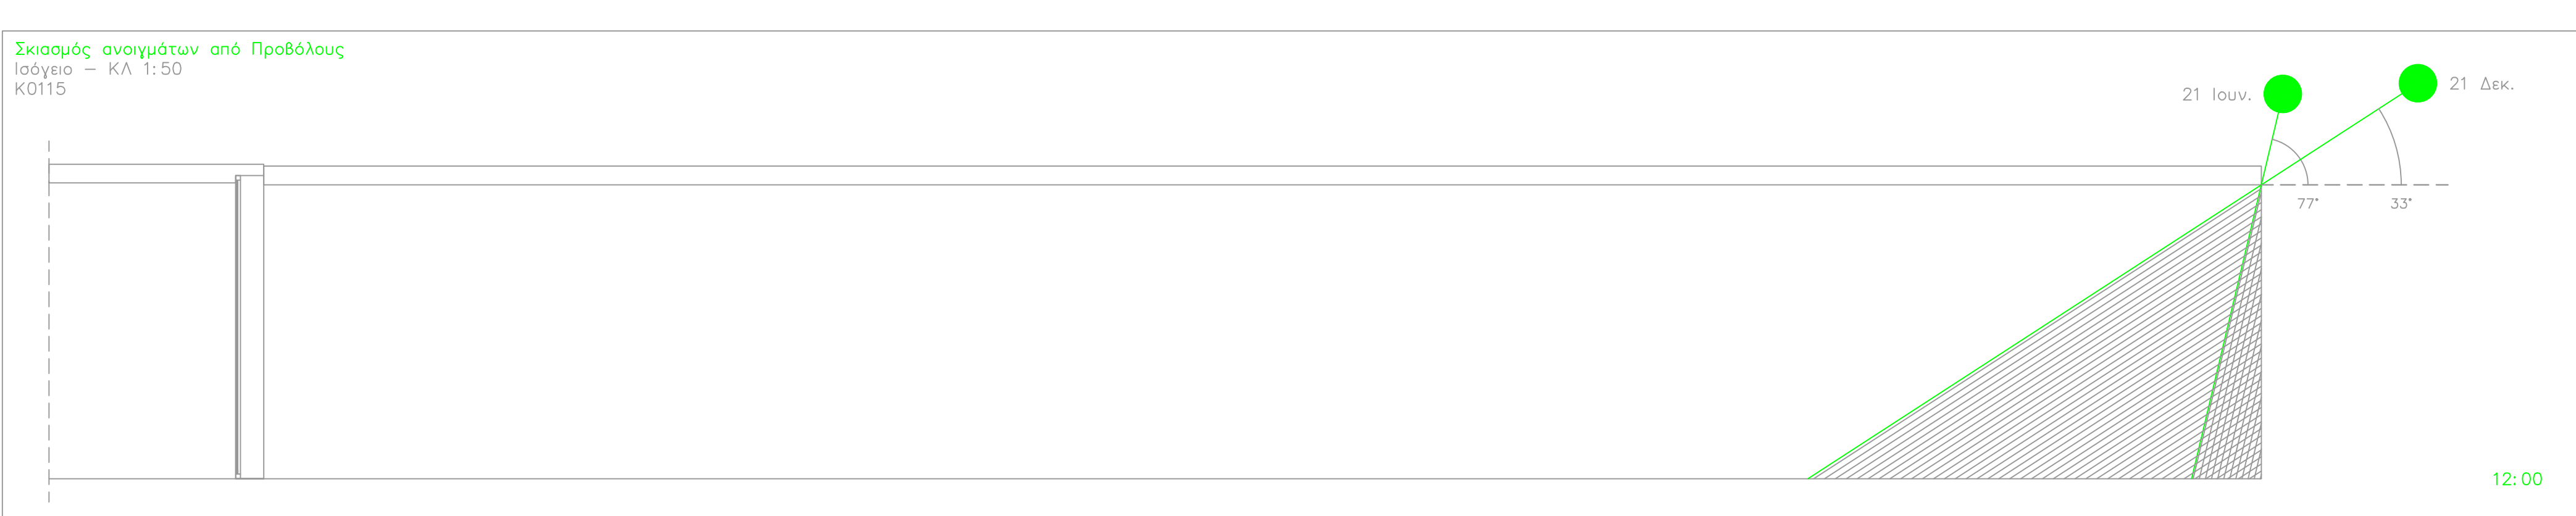 Σκιασμός ανοιγμάτων από Προβόλους
Ισόγειο - ΚΛ 1:50
Κ0115
21 Ιουν.
21 Δεκ.
77°
33°
12:00